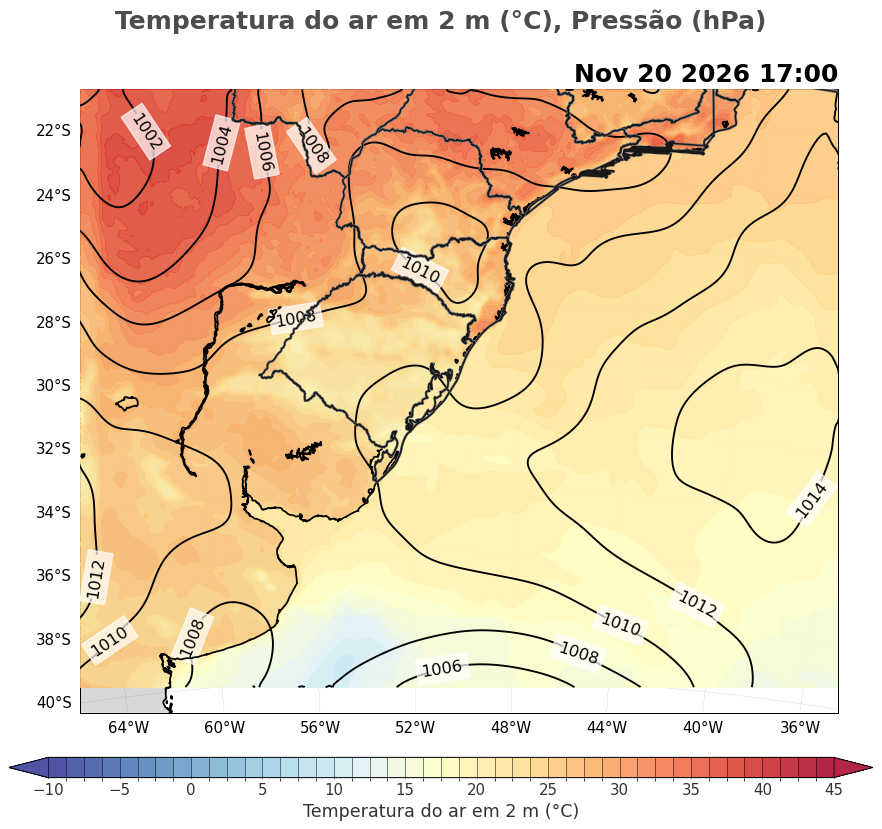 Temperatura do ar em 2 m (°C), Pressão (hPa)
Nov 20 2026 17:00
22°S
24°S
26°S
28°S
30°S
32°S
34°S
36°S
38°S
40°S
1002
1004
1006
1008
1010
1008
1014
1012
1010
1008
1012
1010
1008
1006
64°W 60°W 56°W 52°W 48°W 44°W 40°W 36°W
−10 −5 0 5 10 15 20 25 30 35 40 45
Temperatura do ar em 2 m (°C)